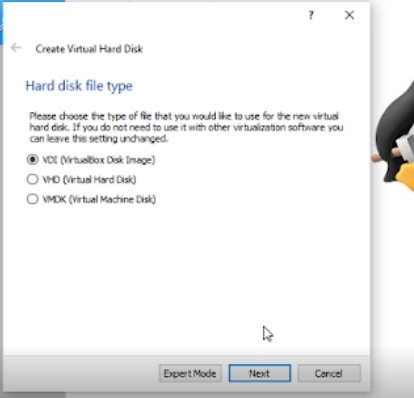 ?
Create Virtual Hard Disk
Hard disk file type
Please choose the type of file that you would like to use for the new virtual
hard disk. If you do not need to use it with other virtualization software you
can leave this setting unchanged.
VDI (VirtualBox Disk Image)
VHD (Virtual Hard Disk)
VMDK (Virtual Machine Disk)
Expert Mode Next Cancel